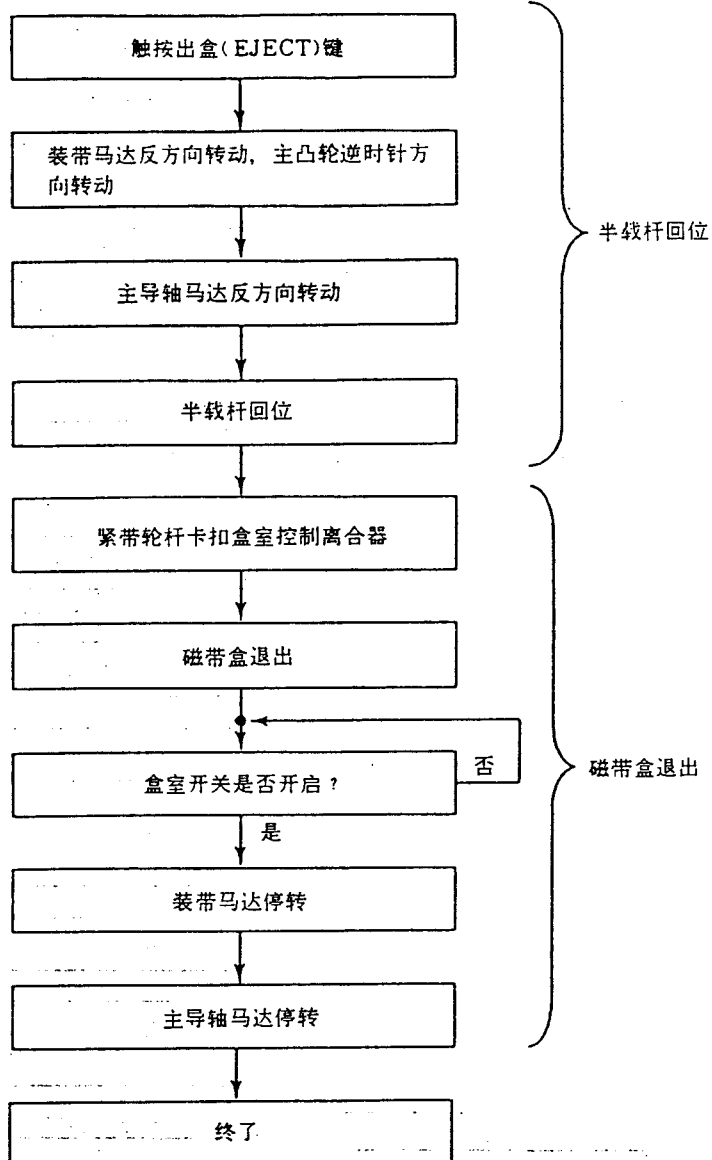 触按出盒(EJECT)键
装带马达反方向转动，主凸轮逆时针方
向转动
主导轴马达反方向转动
半载杆回位
半载杆回位
紧带轮杆卡扣盒室控制离合器
磁带盒退出
盒室开关是否开启？
否
磁带盒退出
是
装带马达停转
主导轴马达停转
终了